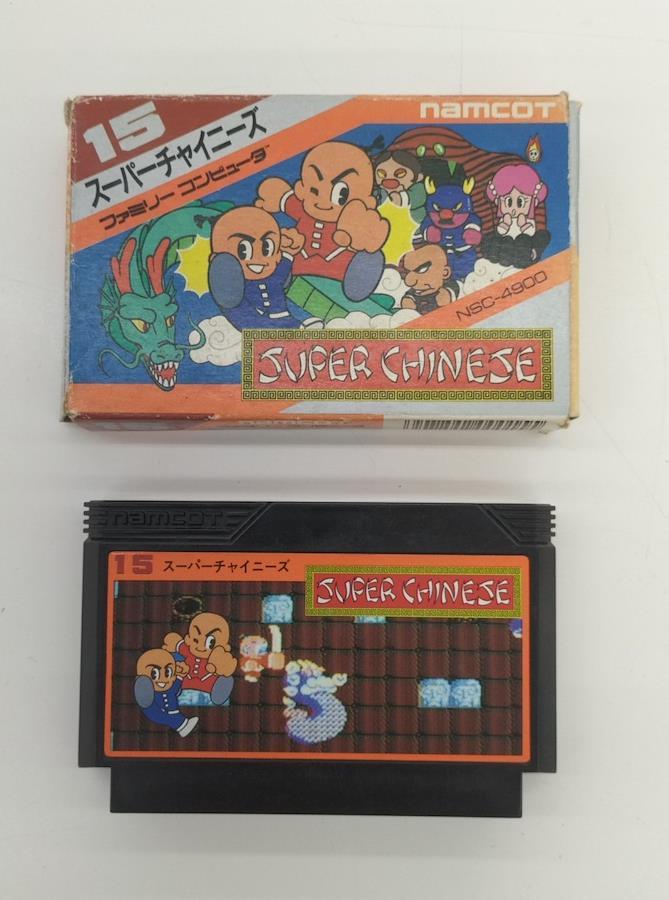 15
namcot
スーパーチャイニーズ
ファミリー コンピュータ
NSC-4900
SUPER CHINESE
namcot
15 スーパーチャイニーズ
SUPER CHINESE